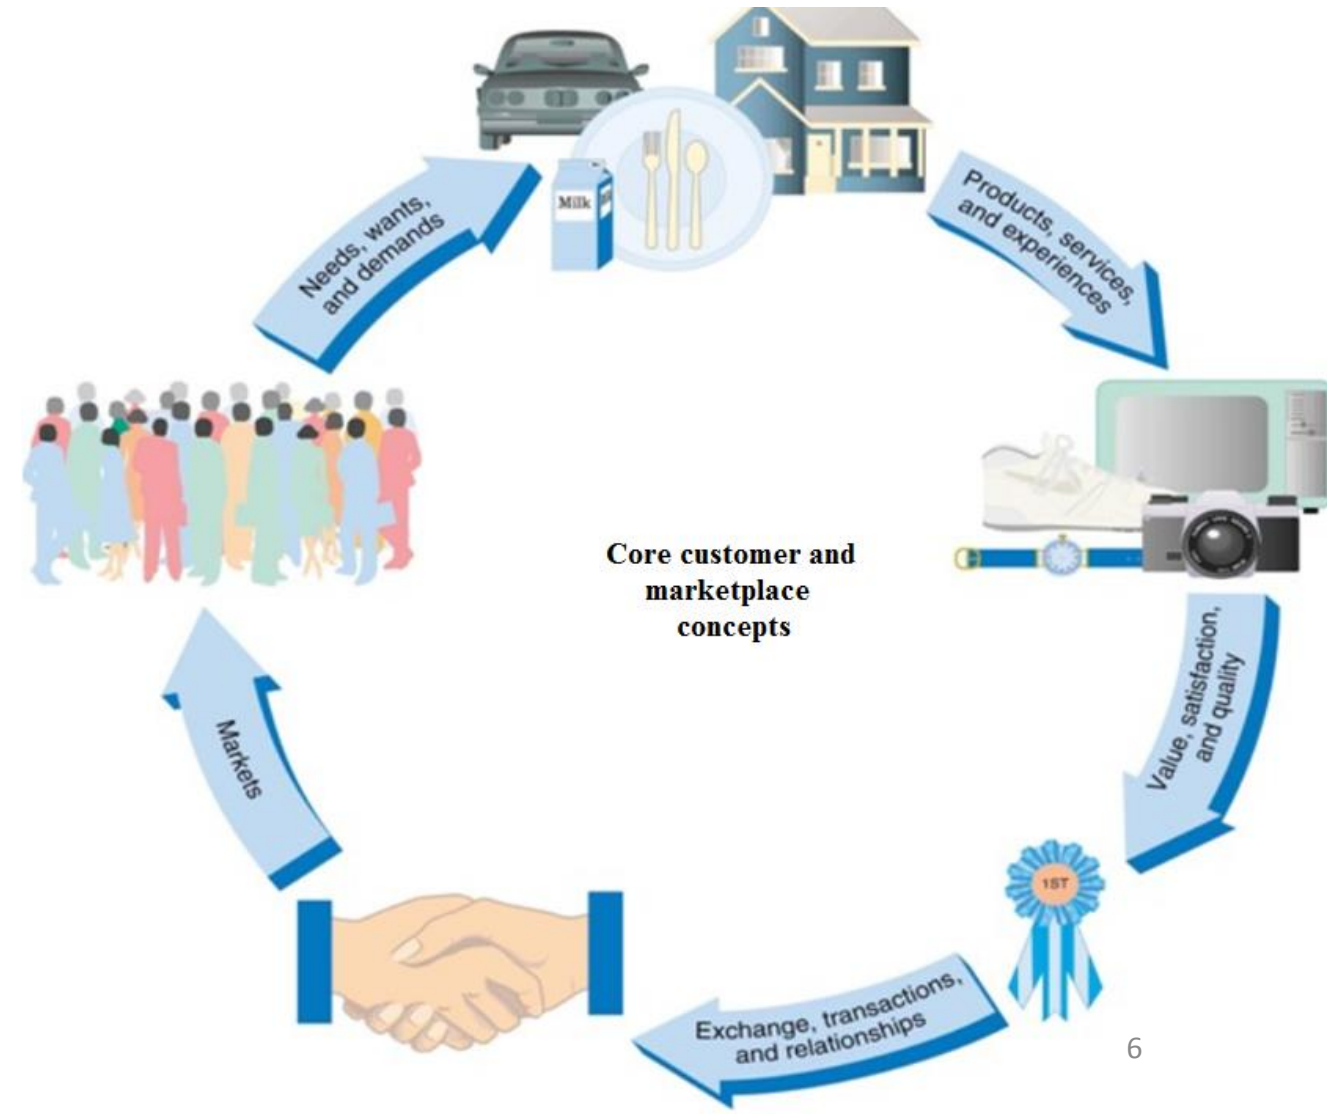 Needs, wants,
and demands
Milk
Products, services,
and experiences
Value, satisfaction,
and quality
1ST
Exchange, transactions,
and relationships
Markets
Core customer and
marketplace
concepts
6